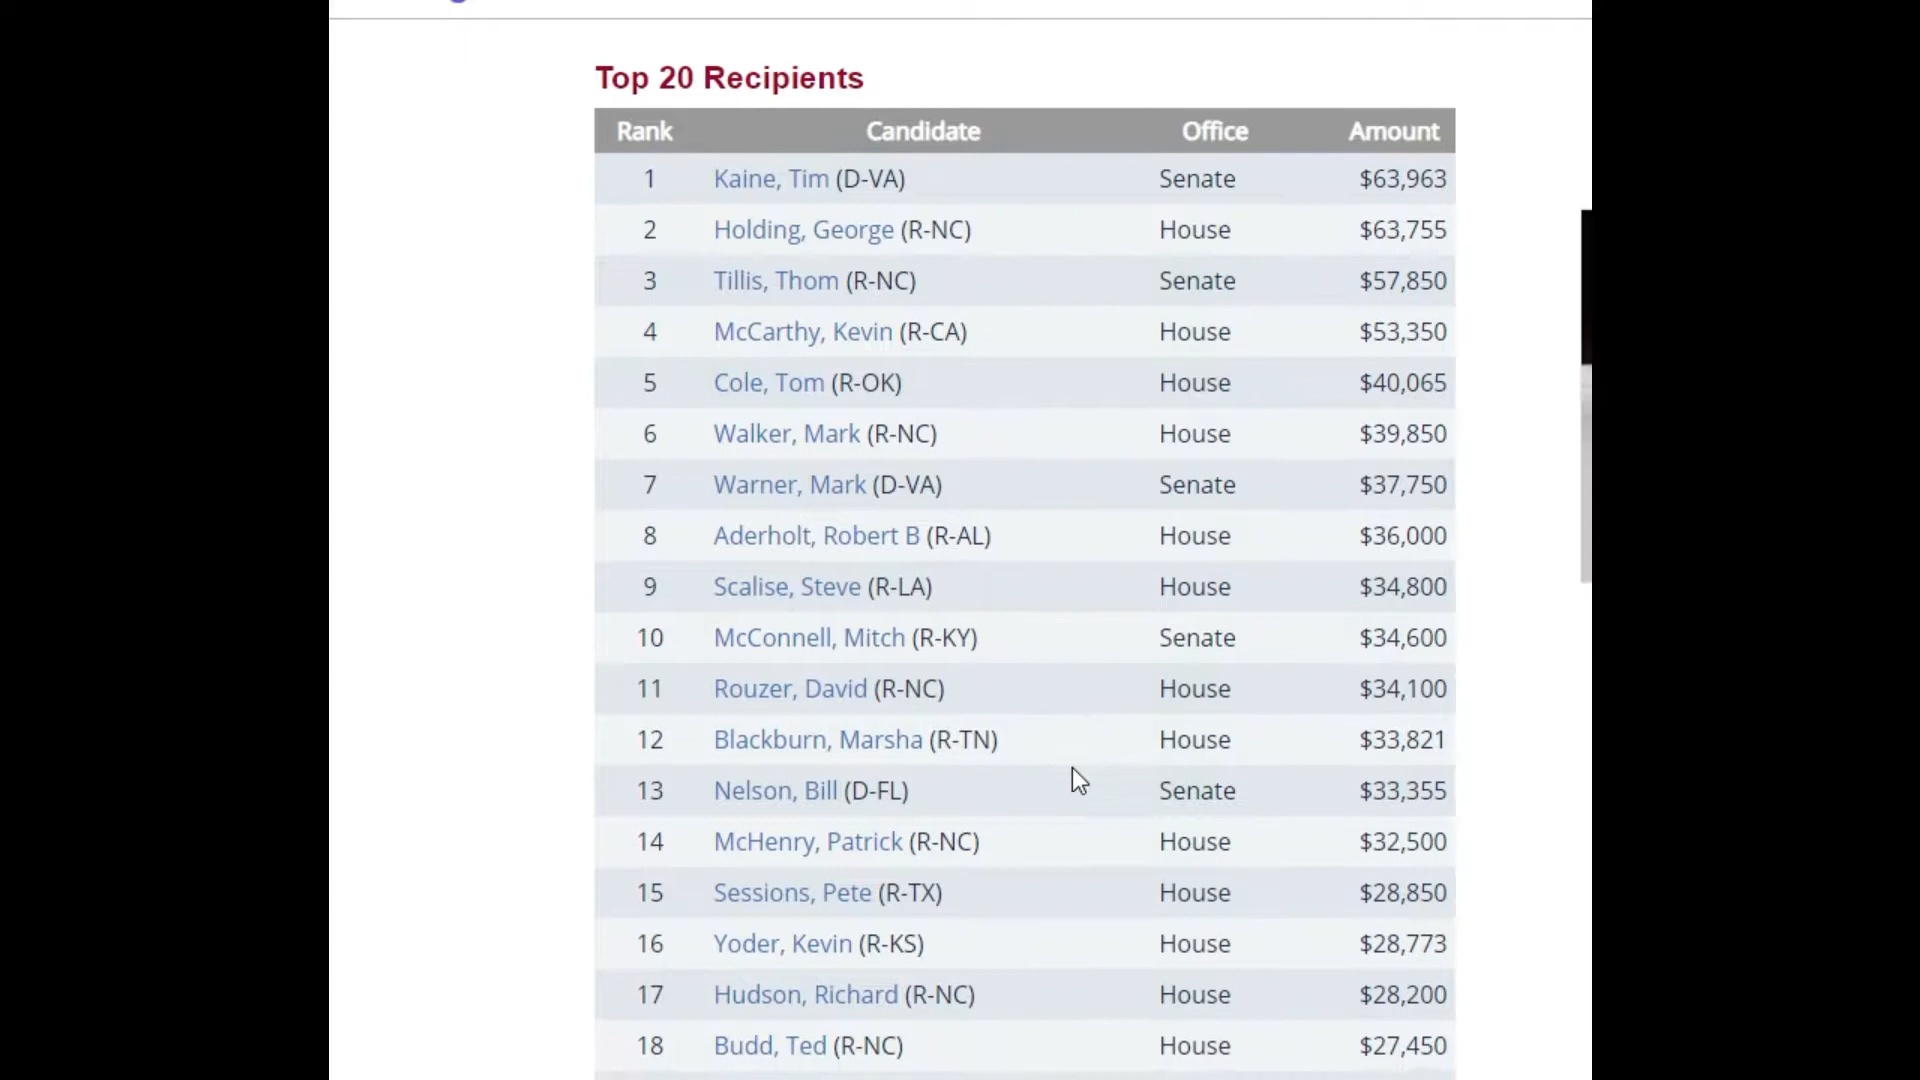 Top 20 Recipients
Rank Candidate Office Amount
1 Kaine, Tim (D-VA) Senate $63,963
2 Holding, George (R-NC) House $63,755
3 Tillis, Thom (R-NC) Senate $57,850
4 McCarthy, Kevin (R-CA) House $53,350
5 Cole, Tom (R-OK) House $40,065
6 Walker, Mark (R-NC) House $39,850
7 Warner, Mark (D-VA) Senate $37,750
8 Aderholt, Robert B (R-AL) House $36,000
9 Scalise, Steve (R-LA) House $34,800
10 McConnell, Mitch (R-KY) Senate $34,600
11 Rouzer, David (R-NC) House $34,100
12 Blackburn, Marsha (R-TN) House $33,821
13 Nelson, Bill (D-FL) Senate $33,355
14 McHenry, Patrick (R-NC) House $32,500
15 Sessions, Pete (R-TX) House $28,850
16 Yoder, Kevin (R-KS) House $28,773
17 Hudson, Richard (R-NC) House $28,200
18 Budd, Ted (R-NC) House $27,450